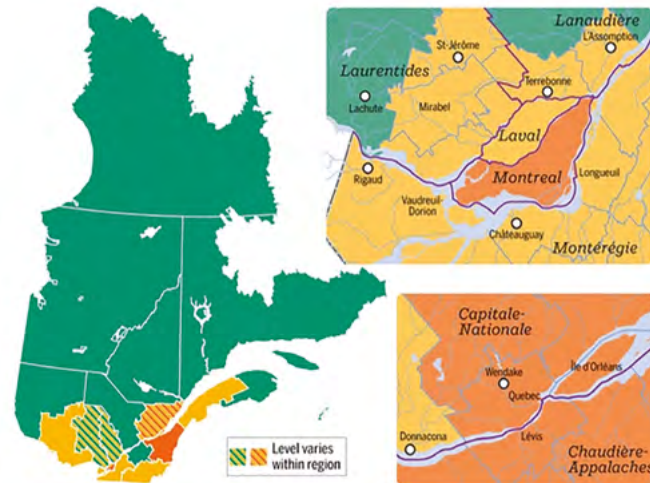 Lanaudière
L'Assomption
St-Jérôme
Laurentides
Terrebonne
Lachute
Mirabel
Laval
Rigaud
Montreal
Longueuil
Vaudreuil-
Dorion
Châteauguay
Montérégie
Capitale-
Nationale
Wendake
Île d'Orléans
Quebec
Donnacona
Lévis
Chaudière-
Appalaches
Level varies
within region